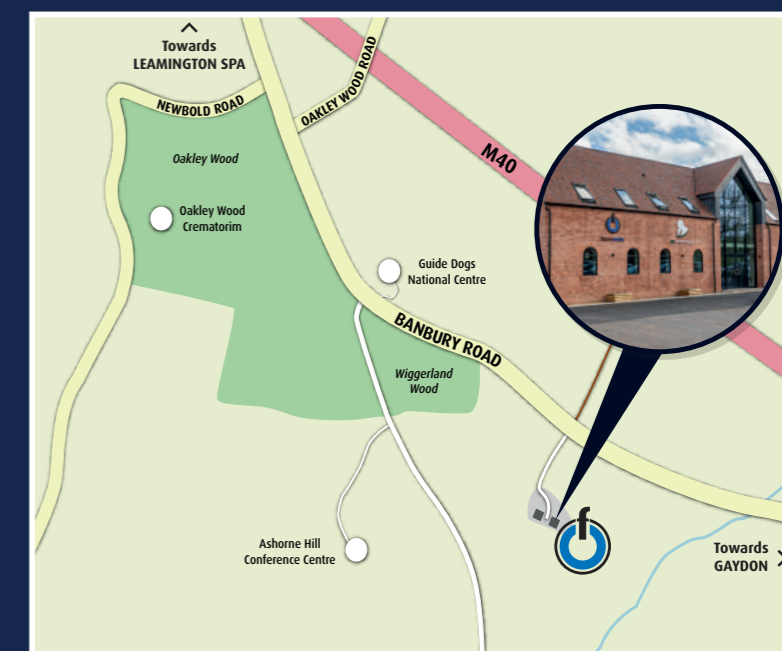 Towards
LEAMINGTON SPA
NEWBOLD ROAD
OAKLEY WOOD ROAD
M40
Oakley Wood
Oakley Wood
Crematorim
Guide Dogs
National Centre
BANBURY ROAD
Wiggerland
Wood
Ashorne Hill
Conference Centre
f
Towards
GAYDON